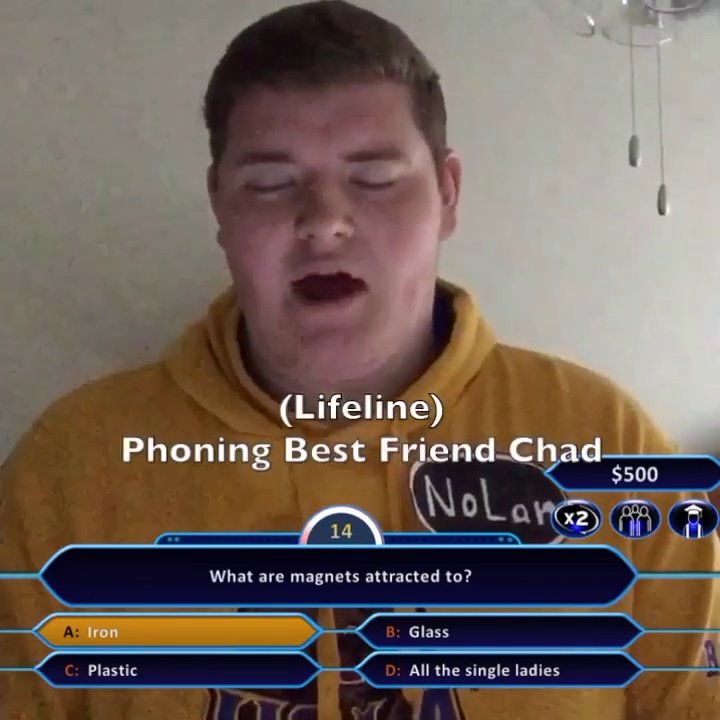 (Lifeline)
Phoning Best Friend Chad
$500
NoLan
x2
14
What are magnets attracted to?
A: Iron
B: Glass
C: Plastic
D: All the single ladies